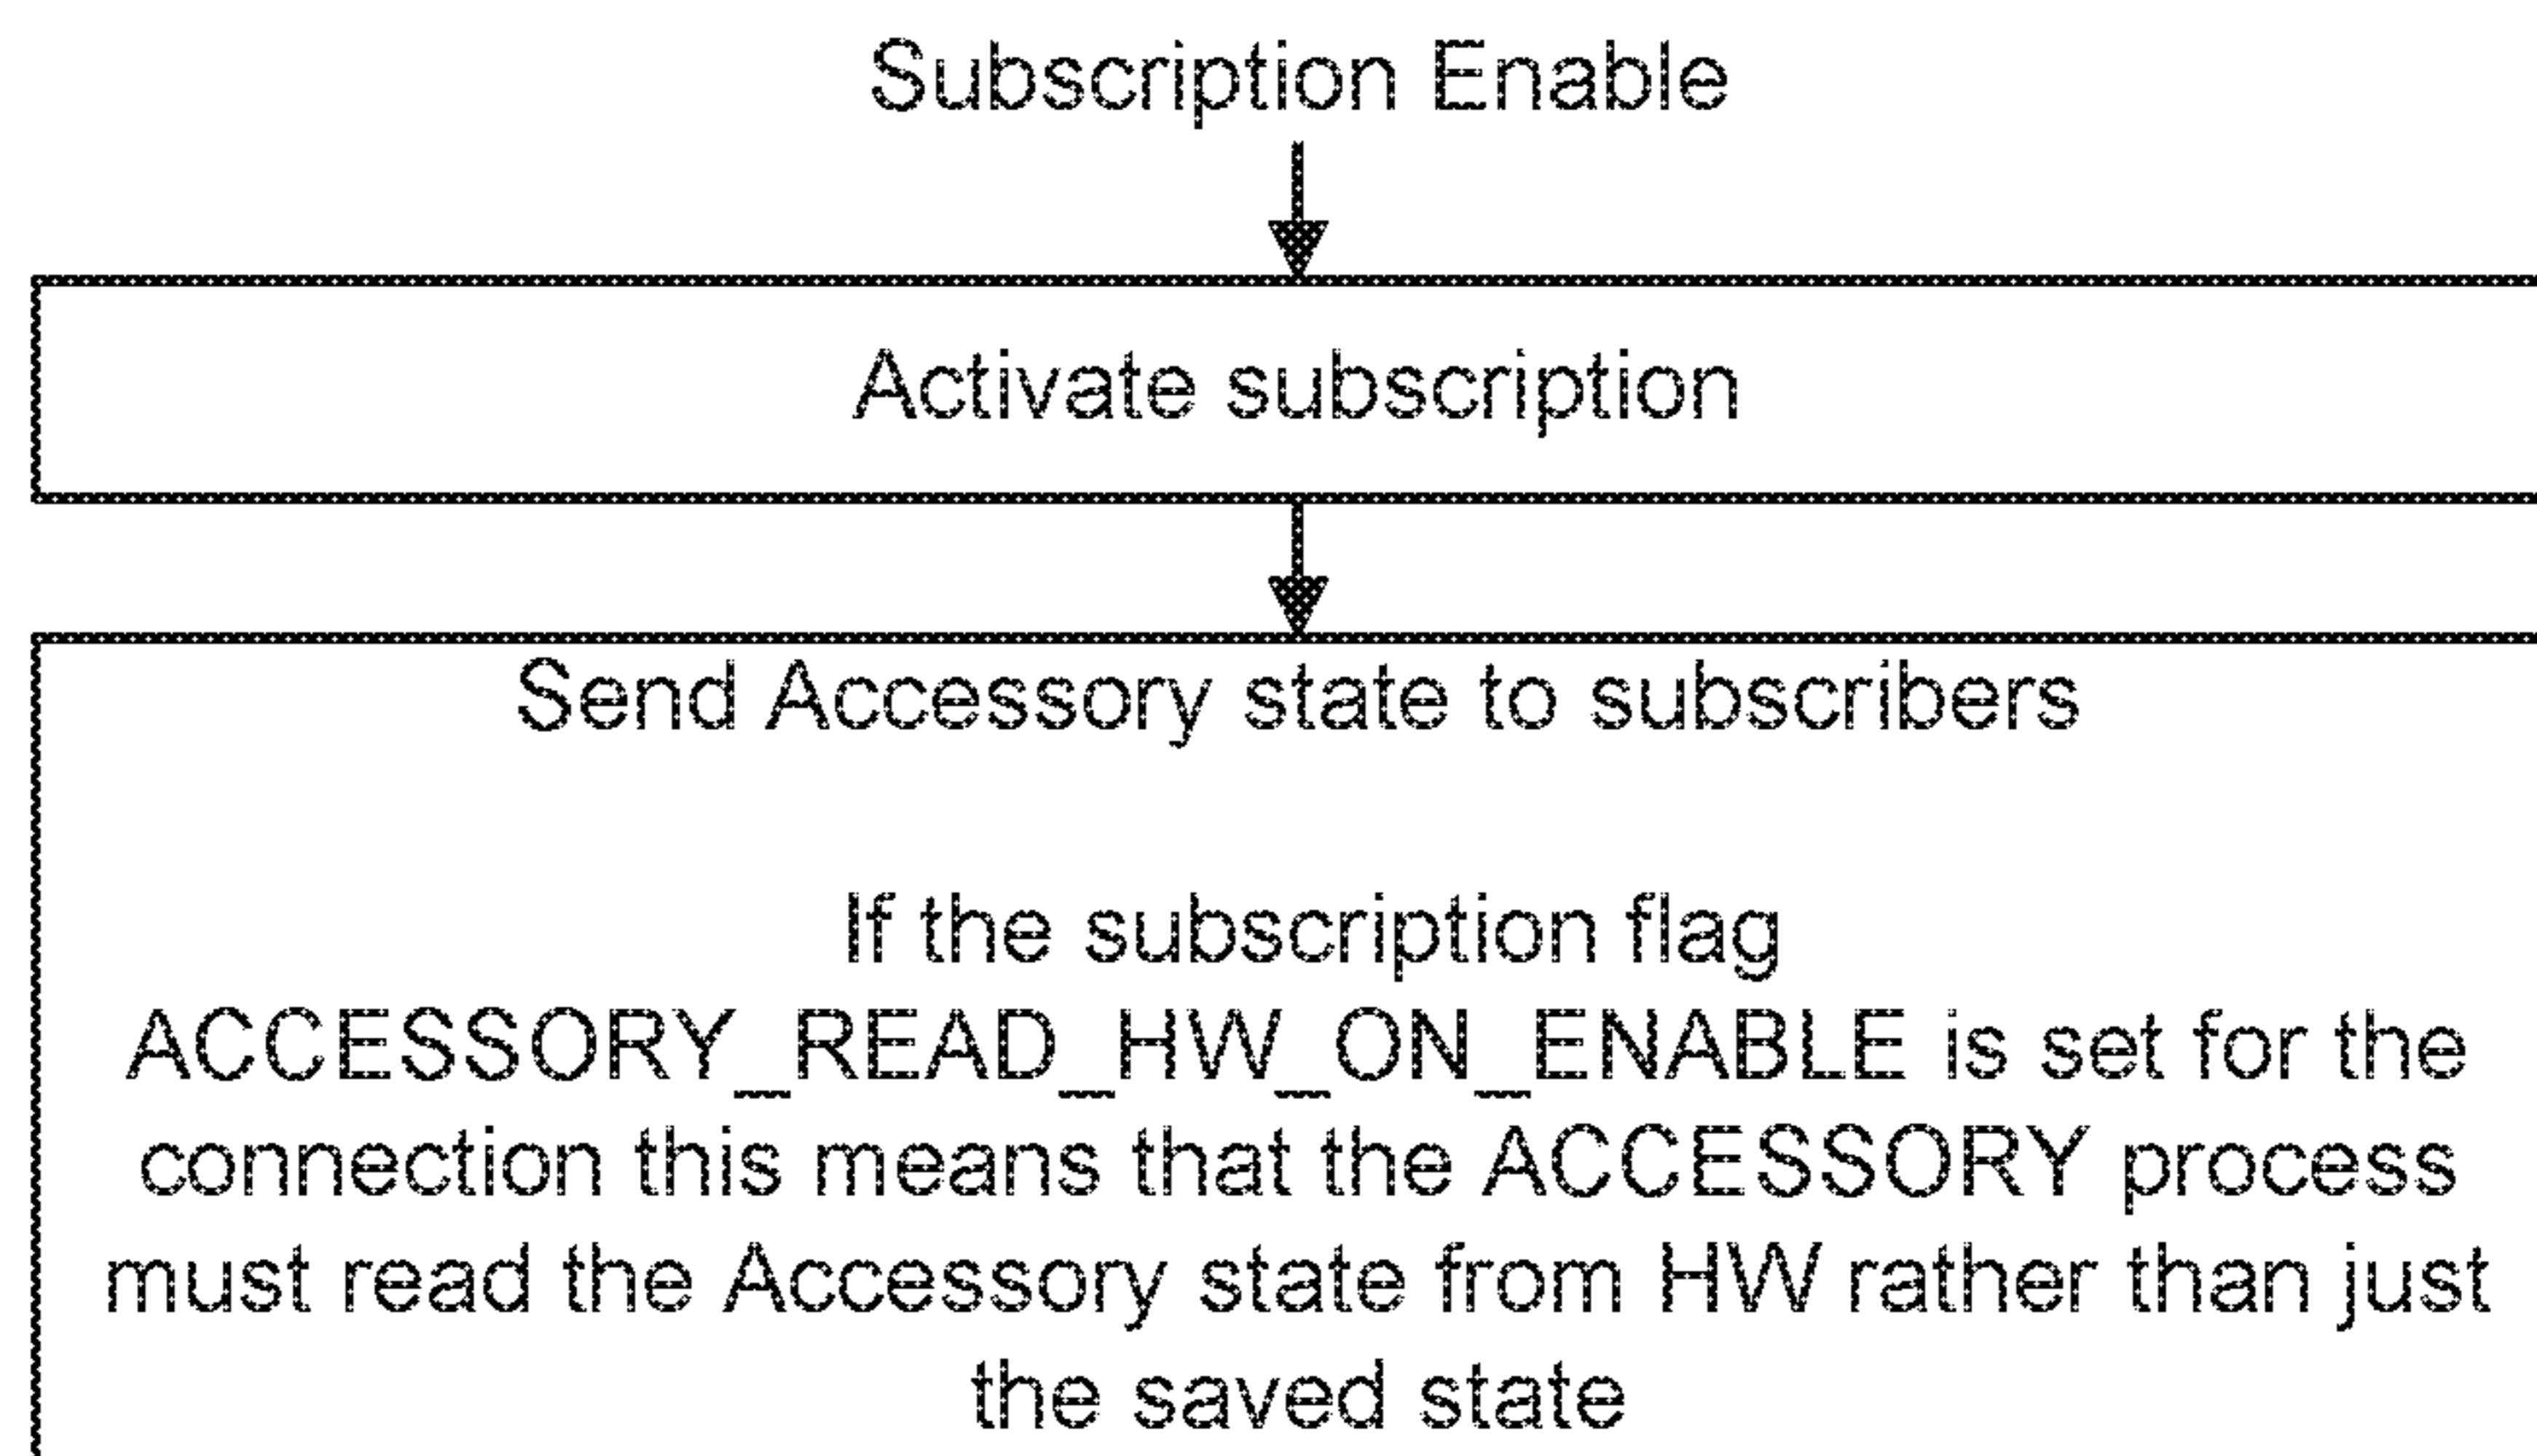 Subscription Enable
Activate subscription
Send Accessory state to subscribers
If the subscription flag
ACCESSORY_READ_HW_ON_ENABLE is set for the
connection this means that the ACCESSORY process
must read the Accessory state from HW rather than just
the saved state